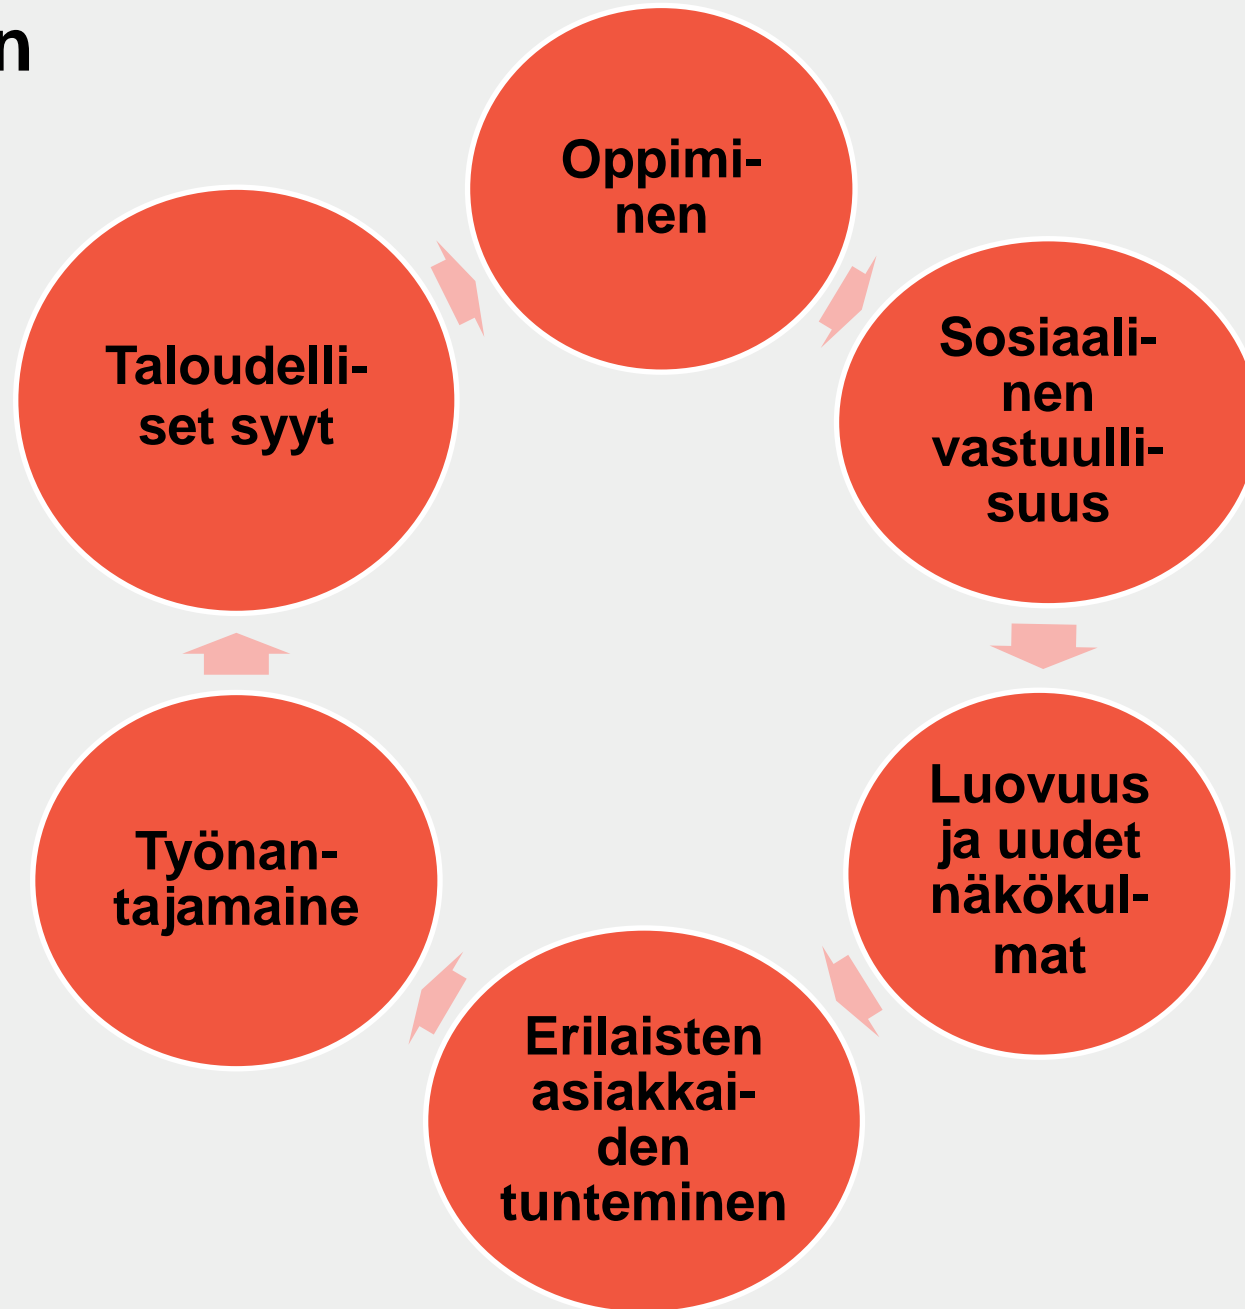 n
Oppimi-
nen
Sosiaali-
nen
vastuulli-
suus
Luovuus
ja uudet
näkökul-
mat
Erilaisten
asiakkai-
den
tunteminen
Työnan-
tajamaine
Taloudelli-
set syyt